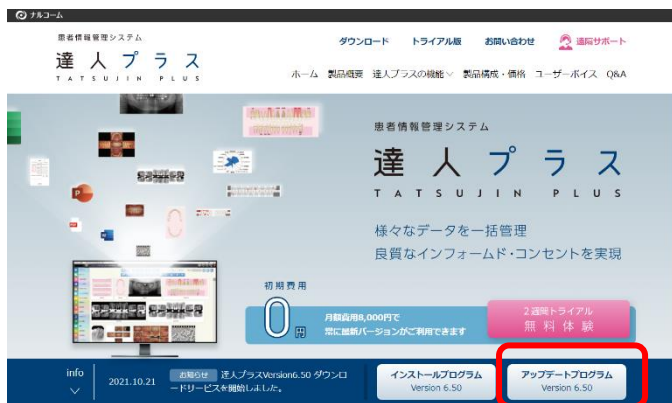 ナルコーム
患者情報管理システム
達人プラス
TATSUJIN PLUS
ダウンロード トライアル版 お問い合わせ 遠隔サポート
ホーム 製品概要 達人プラスの機能 製品構成・価格 ユーザーボイス Q&A
患者情報管理システム
達人プラス
TATSUJIN PLUS
様々なデータを一括管理
良質なインフォームド・コンセントを実現
初期費用
0円
月額費用8,000円で
常に最新バージョンがご利用できます
2週間トライアル
無料体験
info
2021.10.21
お知らせ 達人プラスVersion6.50 ダウンロ
ードサービスを開始しました。
インストールプログラム
Version 6.50
アップデートプログラム
Version 6.50